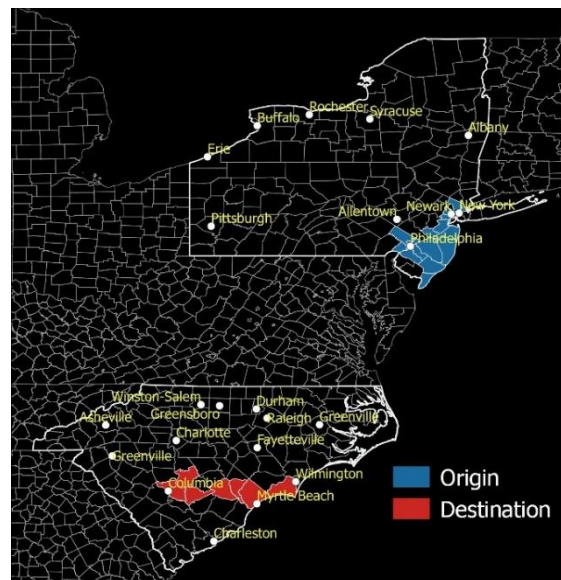 Rochester
Syracuse
Buffalo
Albany
Erie
Newark
New York
Allentown
Pittsburgh
Philadelphia
Winston-Salem
Durham
Greensboro
Asheville
Raleigh
Greenville
Charlotte
Fayetteville
Greenville
Wilmington
Columbia
Myrtle Beach
Charleston
Origin
Destination